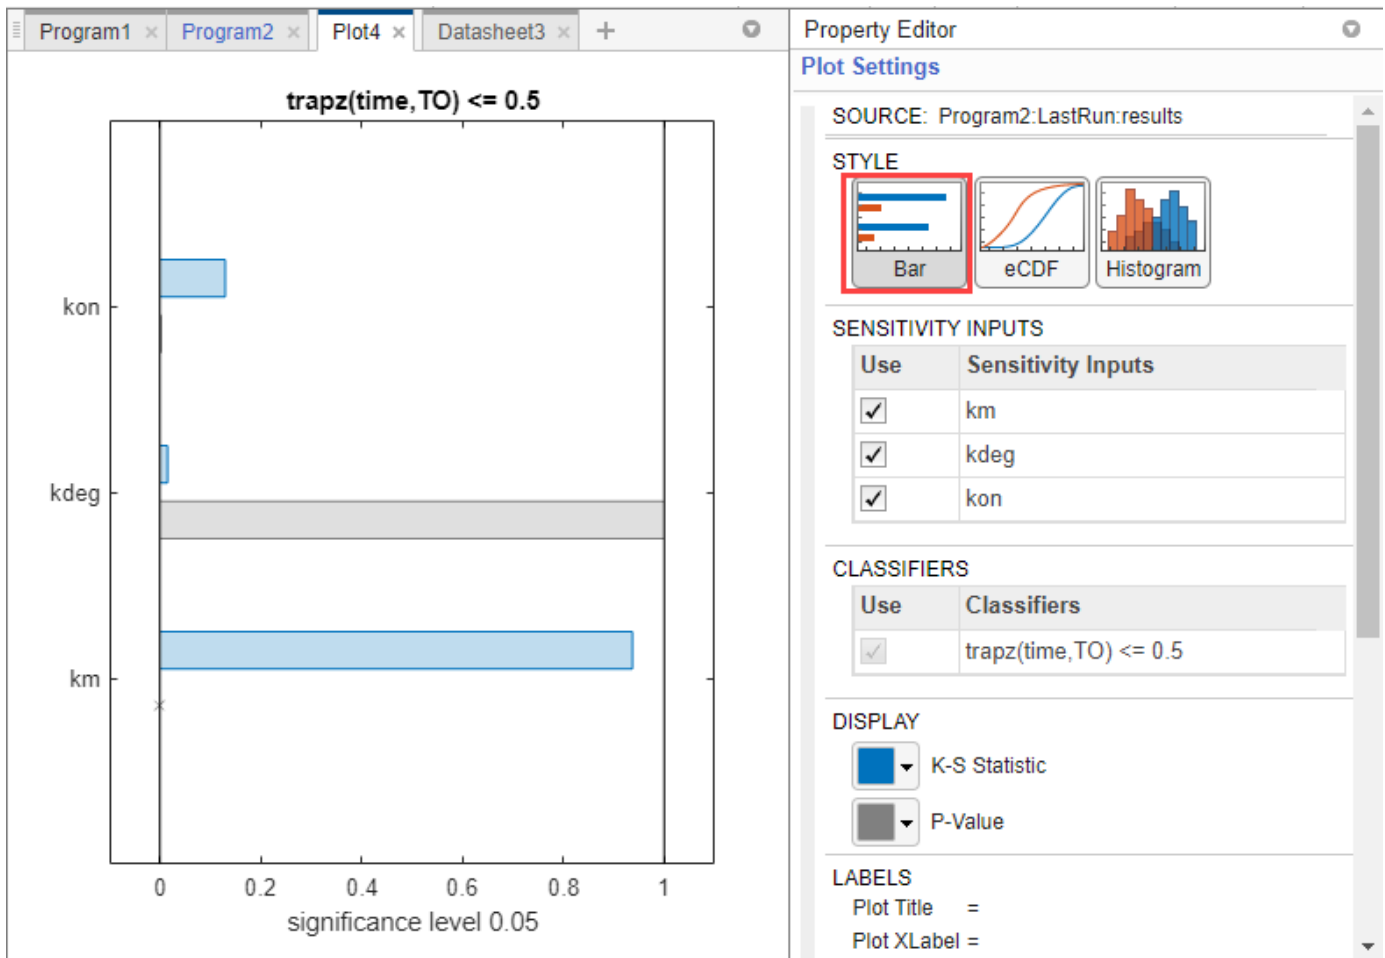 Program1 × Program2 × Plot4 × Datasheet3 × +
trapz(time,TO) <= 0.5
kon
kdeg
km
0 0.2 0.4 0.6 0.8 1
significance level 0.05
Property Editor
Plot Settings
SOURCE: Program2:LastRun:results
STYLE
Bar eCDF Histogram
SENSITIVITY INPUTS
Use Sensitivity Inputs
km
kdeg
kon
CLASSIFIERS
Use Classifiers
trapz(time,TO) <= 0.5
DISPLAY
K-S Statistic
P-Value
LABELS
Plot Title =
Plot XLabel =